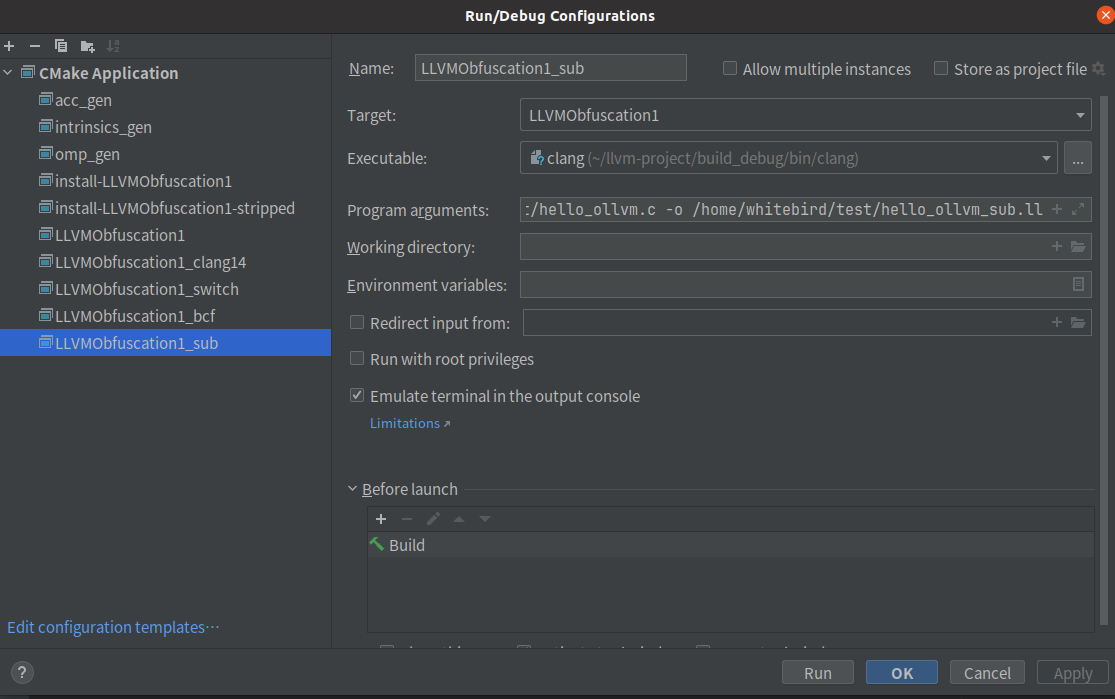 Run/Debug Configurations
CMake Application
acc_gen
intrinsics_gen
omp_gen
install-LLVMObfuscation1
install-LLVMObfuscation1-stripped
LLVMObfuscation1
LLVMObfuscation1_clang14
LLVMObfuscation1_switch
LLVMObfuscation1_bcf
LLVMObfuscation1_sub
Edit configuration templates...
Name: LLVMObfuscation1_sub Allow multiple instances Store as project file
Target: LLVMObfuscation1
Executable: clang (~/llvm-project/build_debug/bin/clang) ...
Program arguments: :/hello_ollvm.c -o /home/whitebird/test/hello_ollvm_sub.ll
Working directory:
Environment variables:
Redirect input from:
Run with root privileges
Emulate terminal in the output console
Limitations
Before launch
Build
? Run OK Cancel Apply